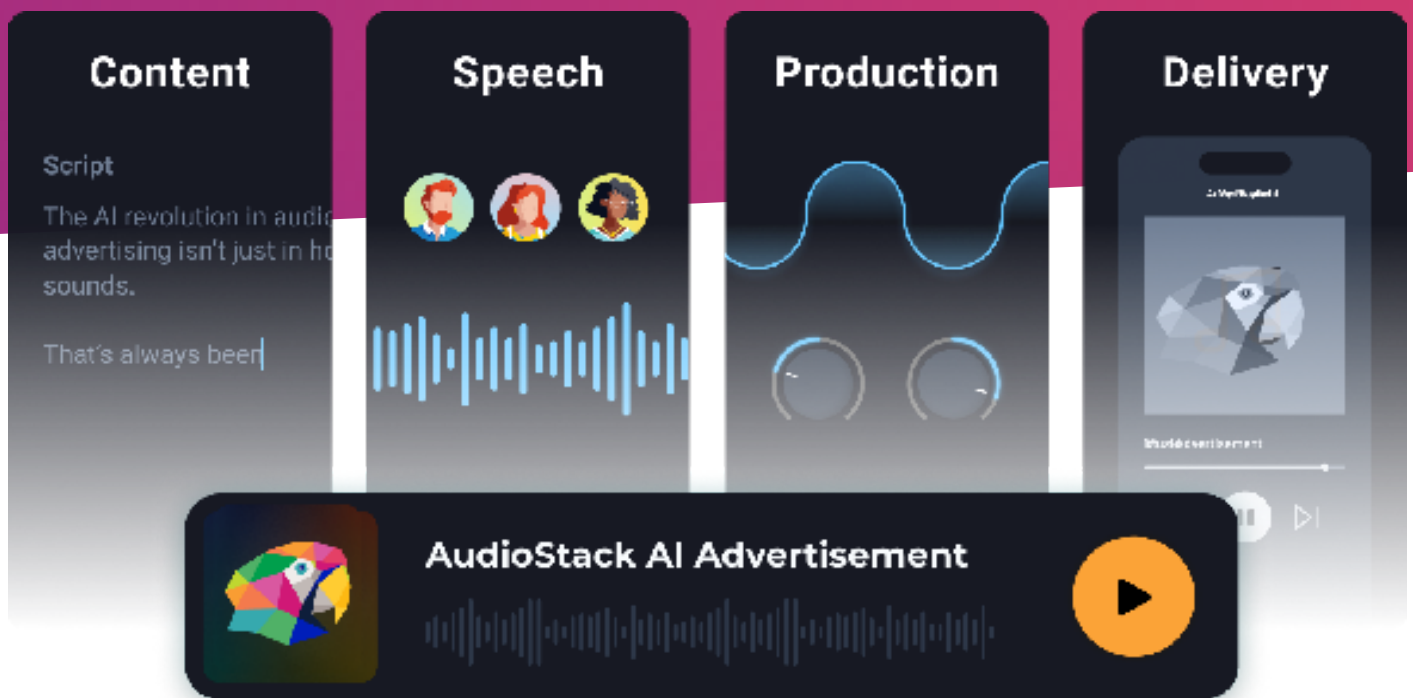 Content
Script
The AI revolution in audio
advertising isn't just in ho
sounds.
That's always been
Speech
Production
Delivery
AudioStack AI Advertisement